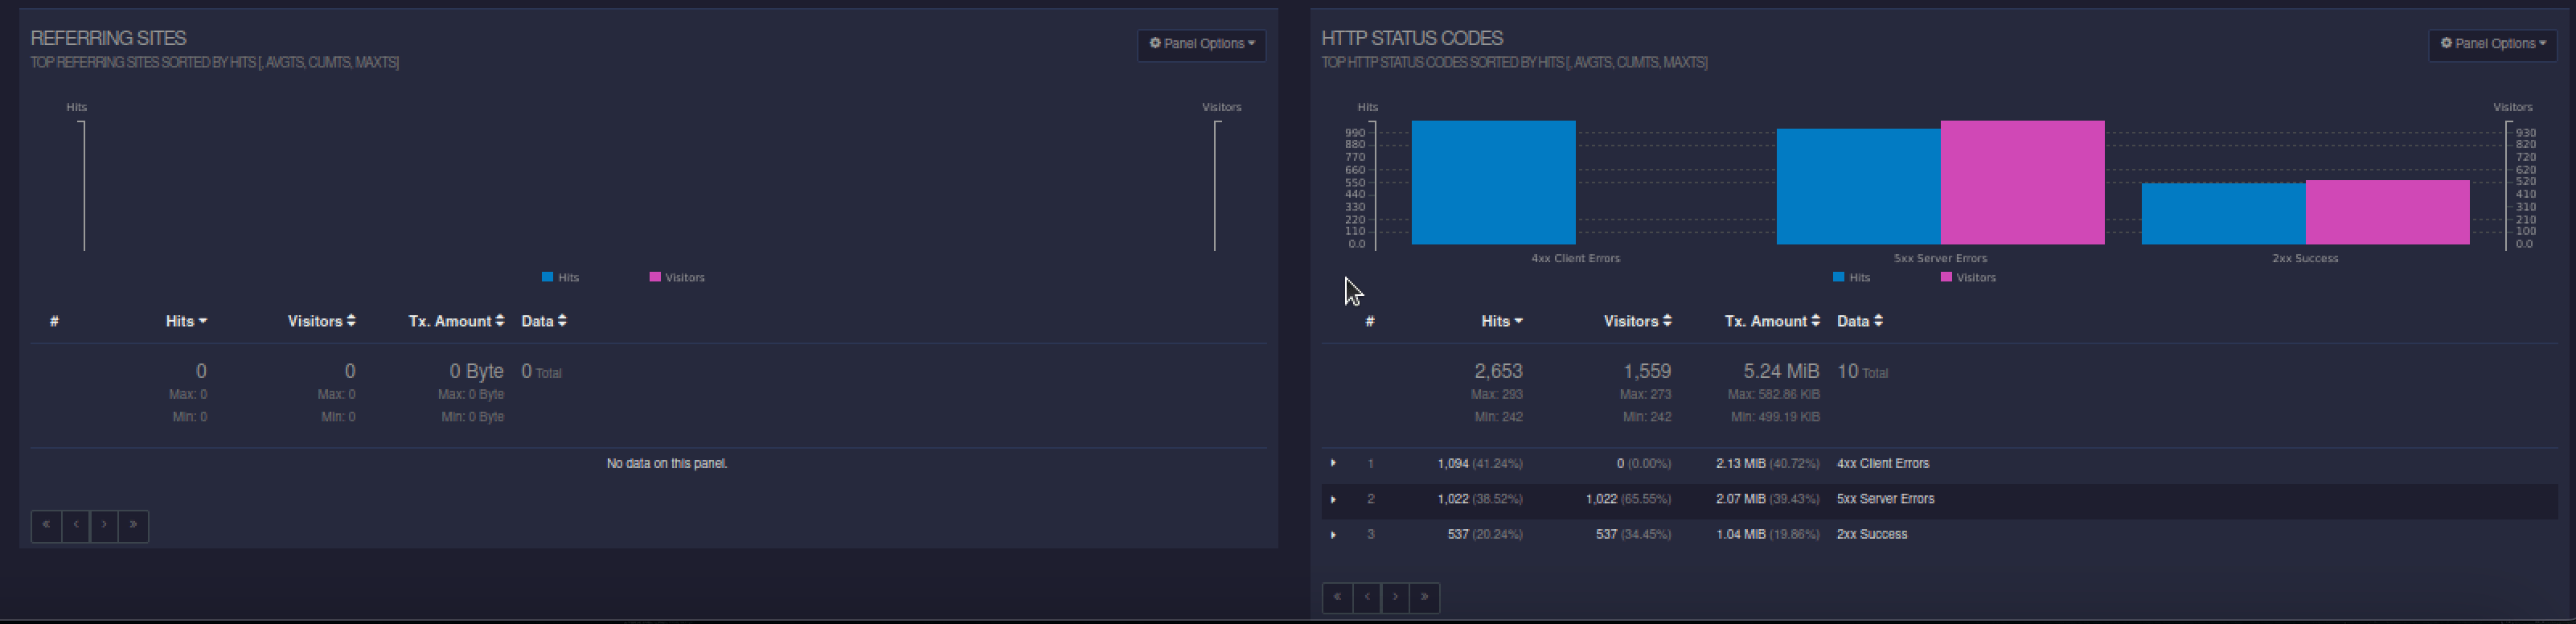 REFERRING SITES
Panel Options
TOP REFERRING SITES SORTED BY HITS [, AVGTS, CUMTS, MAXTS]
Hits Visitors
Hits Visitors
# Hits Visitors Tx. Amount Data
0 0 0 Byte 0 Total
Max: 0 Max: 0 Max: 0 Byte
Min: 0 Min: 0 Min: 0 Byte
No data on this panel.
« ‹ › »
HTTP STATUS CODES
Panel Options
TOP HTTP STATUS CODES SORTED BY HITS [, AVGTS, CUMTS, MAXTS]
Hits Visitors
990 930
880 820
770 720
660 620
550 520
440 410
330 310
220 210
110 100
0.0 0.0
4xx Client Errors 5xx Server Errors 2xx Success
Hits Visitors
# Hits Visitors Tx. Amount Data
2,653 1,559 5.24 MiB 10 Total
Max: 293 Max: 273 Max: 582.86 KiB
Min: 242 Min: 242 Min: 499.19 KiB
1 1,094 (41.24%) 0 (0.00%) 2.13 MiB (40.72%) 4xx Client Errors
2 1,022 (38.52%) 1,022 (65.55%) 2.07 MiB (39.43%) 5xx Server Errors
3 537 (20.24%) 537 (34.45%) 1.04 MiB (19.86%) 2xx Success
« ‹ › »